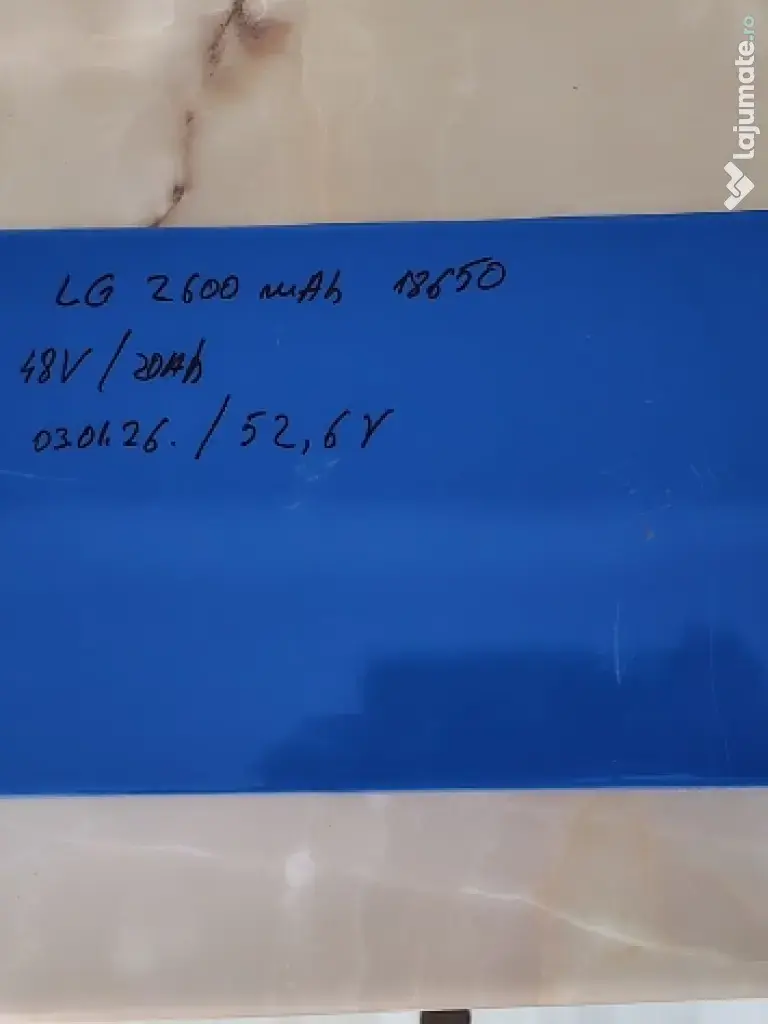 lajumate.ro
LG 2600 mAh 18650
48V / 20Ah
03.01.26. / 52,6V